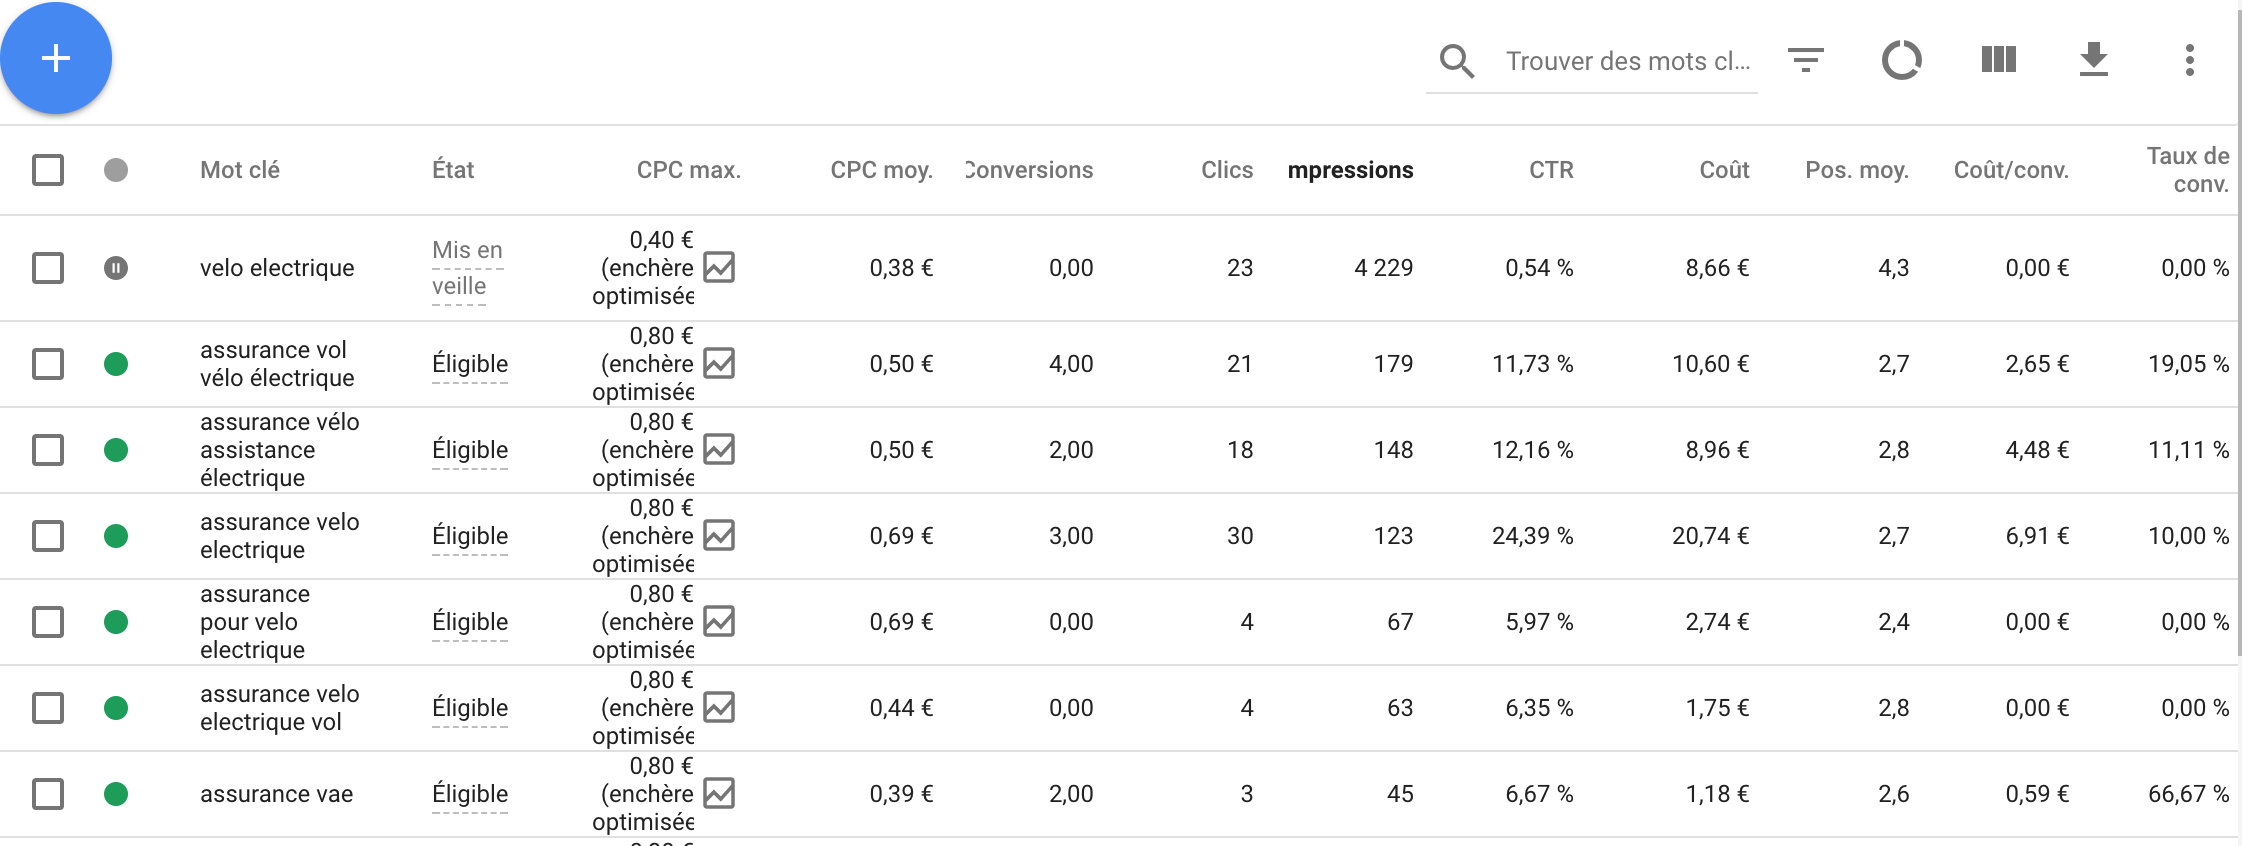 Trouver des mots cl...
Mot clé État CPC max. CPC moy. Conversions Clics mpressions CTR Coût Pos. moy. Coût/conv. Taux de conv.
velo electrique Mis en veille 0,40 € (enchère optimisée 0,38 € 0,00 23 4 229 0,54 % 8,66 € 4,3 0,00 € 0,00 %
assurance vol vélo électrique Éligible 0,80 € (enchère optimisée 0,50 € 4,00 21 179 11,73 % 10,60 € 2,7 2,65 € 19,05 %
assurance vélo assistance électrique Éligible 0,80 € (enchère optimisée 0,50 € 2,00 18 148 12,16 % 8,96 € 2,8 4,48 € 11,11 %
assurance velo electrique Éligible 0,80 € (enchère optimisée 0,69 € 3,00 30 123 24,39 % 20,74 € 2,7 6,91 € 10,00 %
assurance pour velo electrique Éligible 0,80 € (enchère optimisée 0,69 € 0,00 4 67 5,97 % 2,74 € 2,4 0,00 € 0,00 %
assurance velo electrique vol Éligible 0,80 € (enchère optimisée 0,44 € 0,00 4 63 6,35 % 1,75 € 2,8 0,00 € 0,00 %
assurance vae Éligible 0,80 € (enchère optimisée 0,39 € 2,00 3 45 6,67 % 1,18 € 2,6 0,59 € 66,67 %